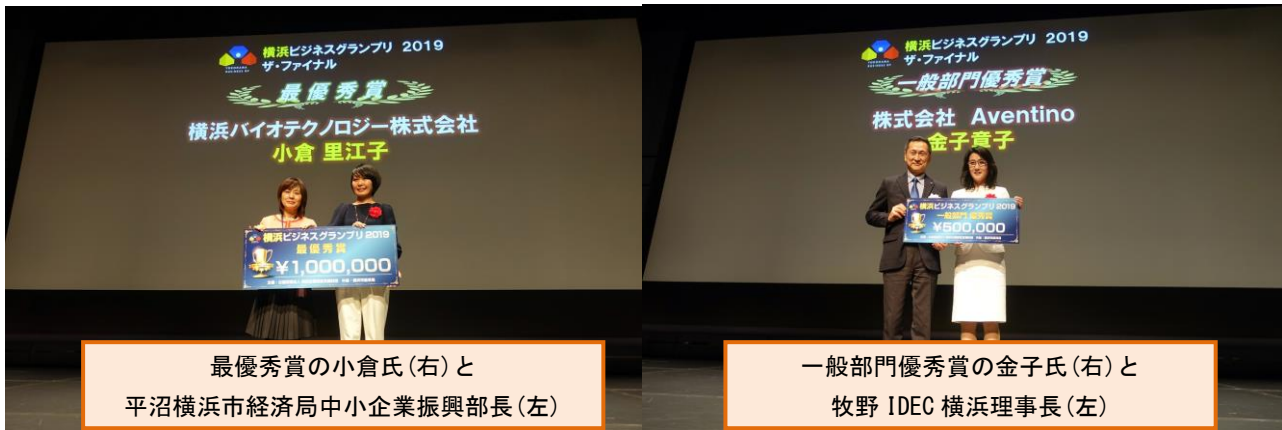 横浜ビジネスグランプリ 2019
ザ・ファイナル
最優秀賞
横浜バイオテクノロジー株式会社
小倉 里江子
横浜ビジネスグランプリ2019
最優秀賞
¥1,000,000
最優秀賞の小倉氏(右)と
平沼横浜市経済局中小企業振興部長(左)
横浜ビジネスグランプリ 2019
ザ・ファイナル
一般部門優秀賞
株式会社 Aventino
金子章子
横浜ビジネスグランプリ2019
一般部門 優秀賞
¥500,000
一般部門優秀賞の金子氏(右)と
牧野 IDEC 横浜理事長(左)